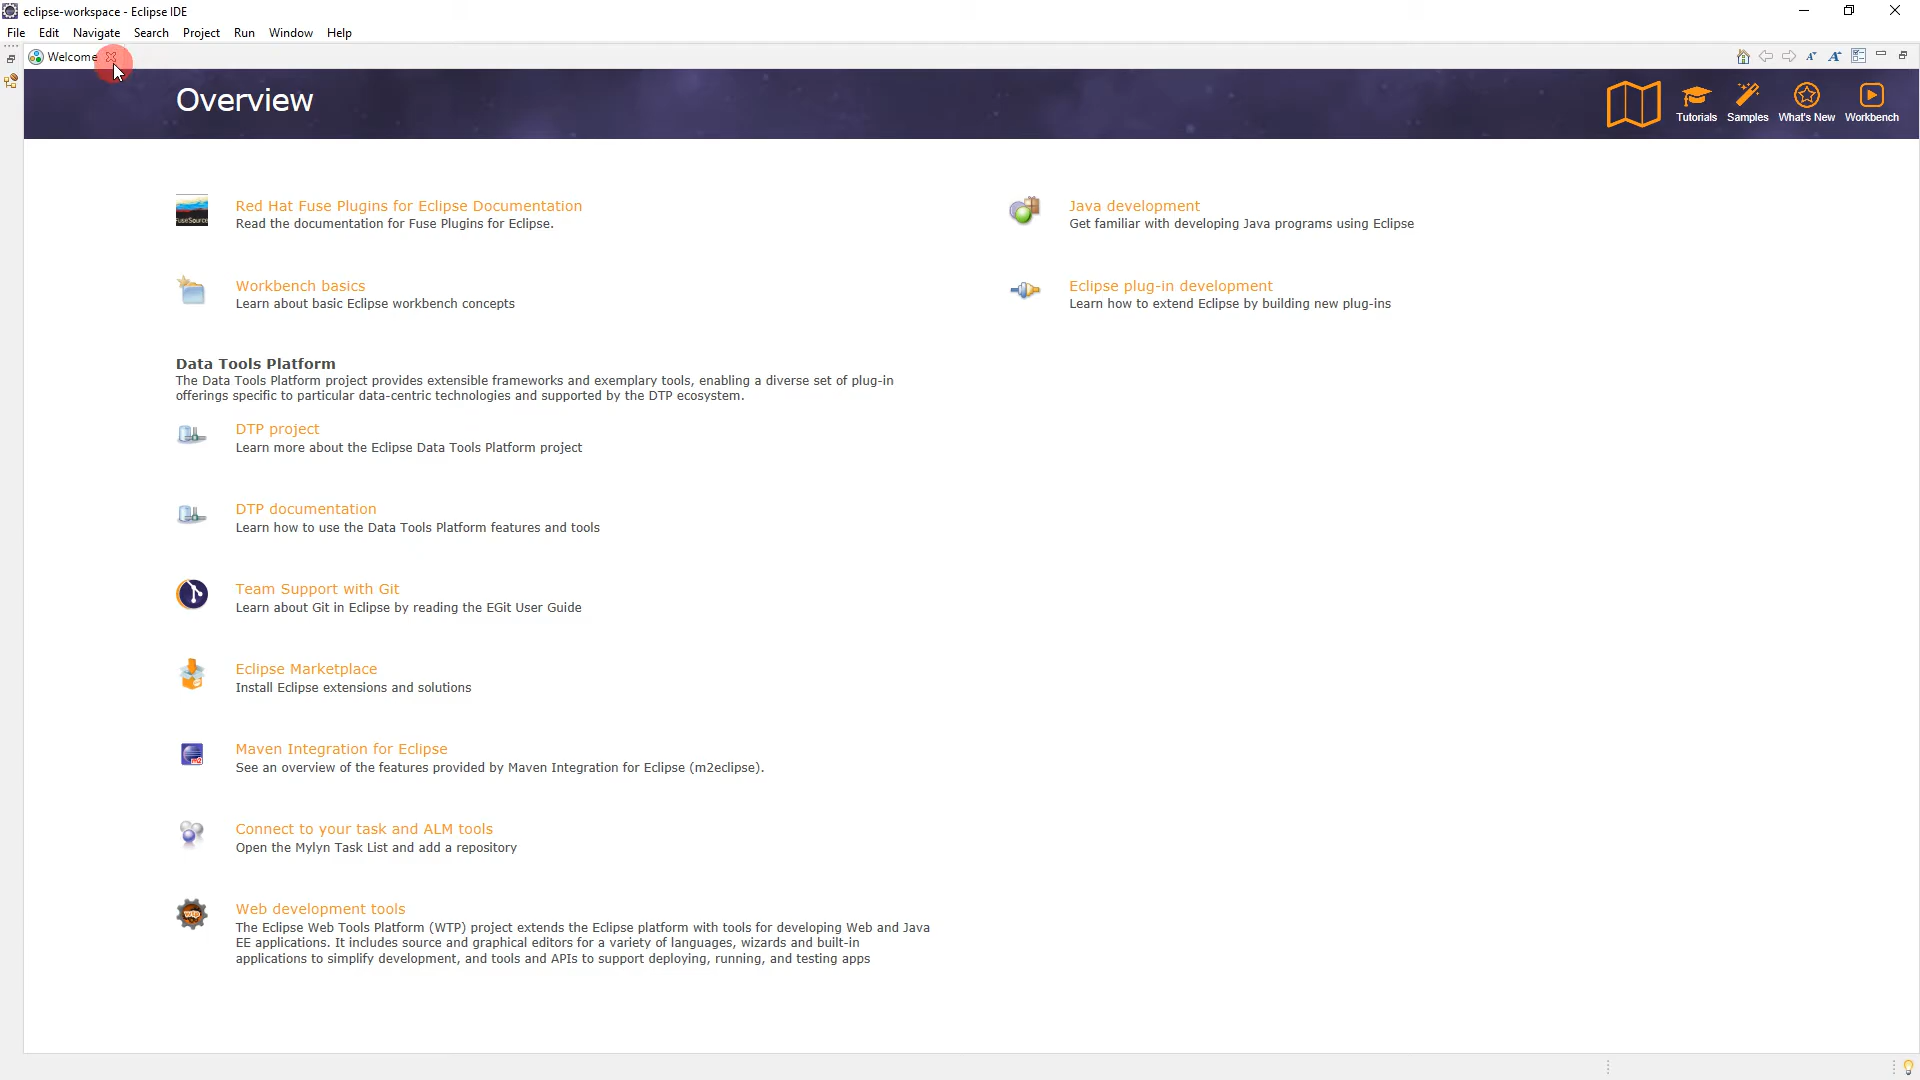 eclipse-workspace - Eclipse IDE
File Edit Navigate Search Project Run Window Help
Welcome
Overview
Tutorials Samples What's New Workbench
FuseSource
Red Hat Fuse Plugins for Eclipse Documentation
Read the documentation for Fuse Plugins for Eclipse.
Java development
Get familiar with developing Java programs using Eclipse
Workbench basics
Learn about basic Eclipse workbench concepts
Eclipse plug-in development
Learn how to extend Eclipse by building new plug-ins
Data Tools Platform
The Data Tools Platform project provides extensible frameworks and exemplary tools, enabling a diverse set of plug-in
offerings specific to particular data-centric technologies and supported by the DTP ecosystem.
DTP project
Learn more about the Eclipse Data Tools Platform project
DTP documentation
Learn how to use the Data Tools Platform features and tools
Team Support with Git
Learn about Git in Eclipse by reading the EGit User Guide
Eclipse Marketplace
Install Eclipse extensions and solutions
Maven Integration for Eclipse
See an overview of the features provided by Maven Integration for Eclipse (m2eclipse).
Connect to your task and ALM tools
Open the Mylyn Task List and add a repository
wtp
Web development tools
The Eclipse Web Tools Platform (WTP) project extends the Eclipse platform with tools for developing Web and Java
EE applications. It includes source and graphical editors for a variety of languages, wizards and built-in
applications to simplify development, and tools and APIs to support deploying, running, and testing apps